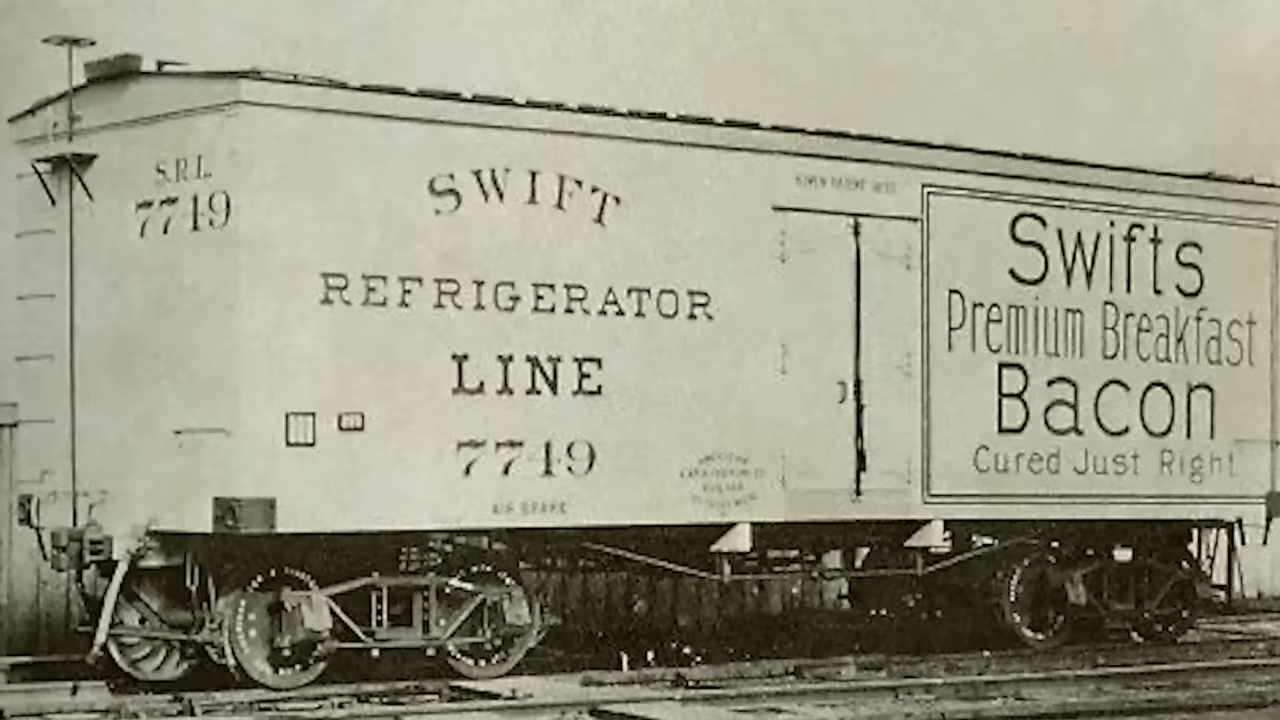 S.R.L.
7749
SWIFT
REFRIGERATOR
LINE
7749
AIR BRAKE
Swifts
Premium Breakfast
Bacon
Cured Just Right